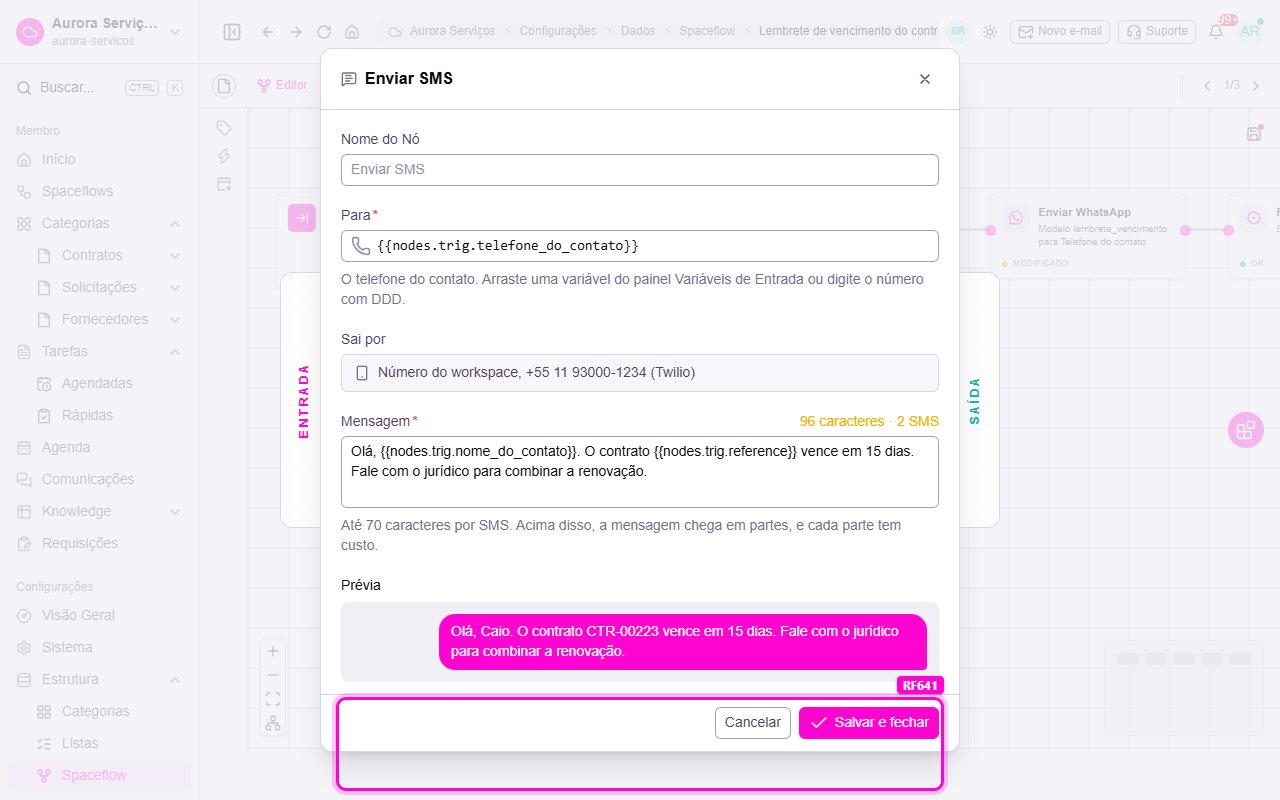 Aurora Serviç...
aurora-servicos
Buscar...
CTRL
K
Membro
Início
Spaceflows
Categorias
Contratos
Solicitações
Fornecedores
Tarefas
Agendadas
Rápidas
Agenda
Comunicações
Knowledge
Requisições
Configurações
Visão Geral
Sistema
Estrutura
Categorias
Listas
Spaceflow
Aurora Serviços
Configurações
Dados
Spaceflow
Lembrete de vencimento do contr
BR
Novo e-mail
Suporte
99+
AR
Editor
1/3
ENTRADA
SAÍDA
Enviar WhatsApp
Modelo lembrete_vencimento
para Telefone do contato
MODIFICADO
OK
Enviar SMS
Nome do Nó
Enviar SMS
Para*
{{nodes.trig.telefone_do_contato}}
O telefone do contato. Arraste uma variável do painel Variáveis de Entrada ou digite o número
com DDD.
Sai por
Número do workspace, +55 11 93000-1234 (Twilio)
Mensagem*
96 caracteres · 2 SMS
Olá, {{nodes.trig.nome_do_contato}}. O contrato {{nodes.trig.reference}} vence em 15 dias.
Fale com o jurídico para combinar a renovação.
Até 70 caracteres por SMS. Acima disso, a mensagem chega em partes, e cada parte tem
custo.
Prévia
Olá, Caio. O contrato CTR-00223 vence em 15 dias. Fale com o jurídico
para combinar a renovação.
RF641
Cancelar
Salvar e fechar